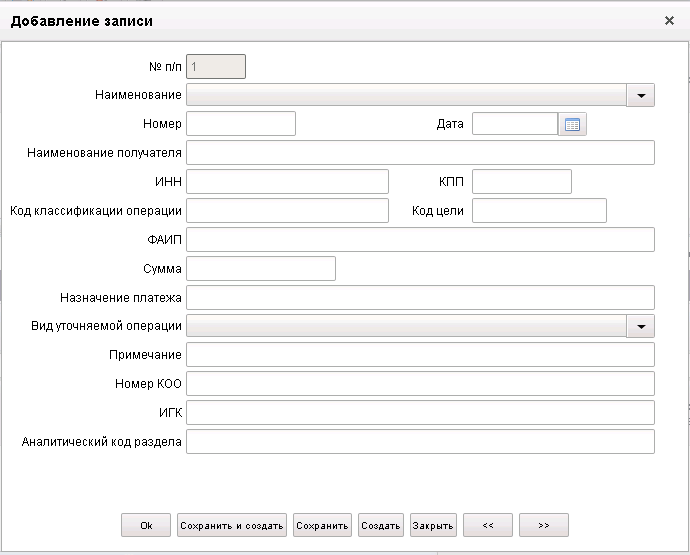 Добавление записи
№ п/п 1
Наименование
Номер Дата
Наименование получателя
ИНН КПП
Код классификации операции Код цели
ФАИП
Сумма
Назначение платежа
Вид уточняемой операции
Примечание
Номер КОО
ИГК
Аналитический код раздела
Ok Сохранить и создать Сохранить Создать Закрыть << >>